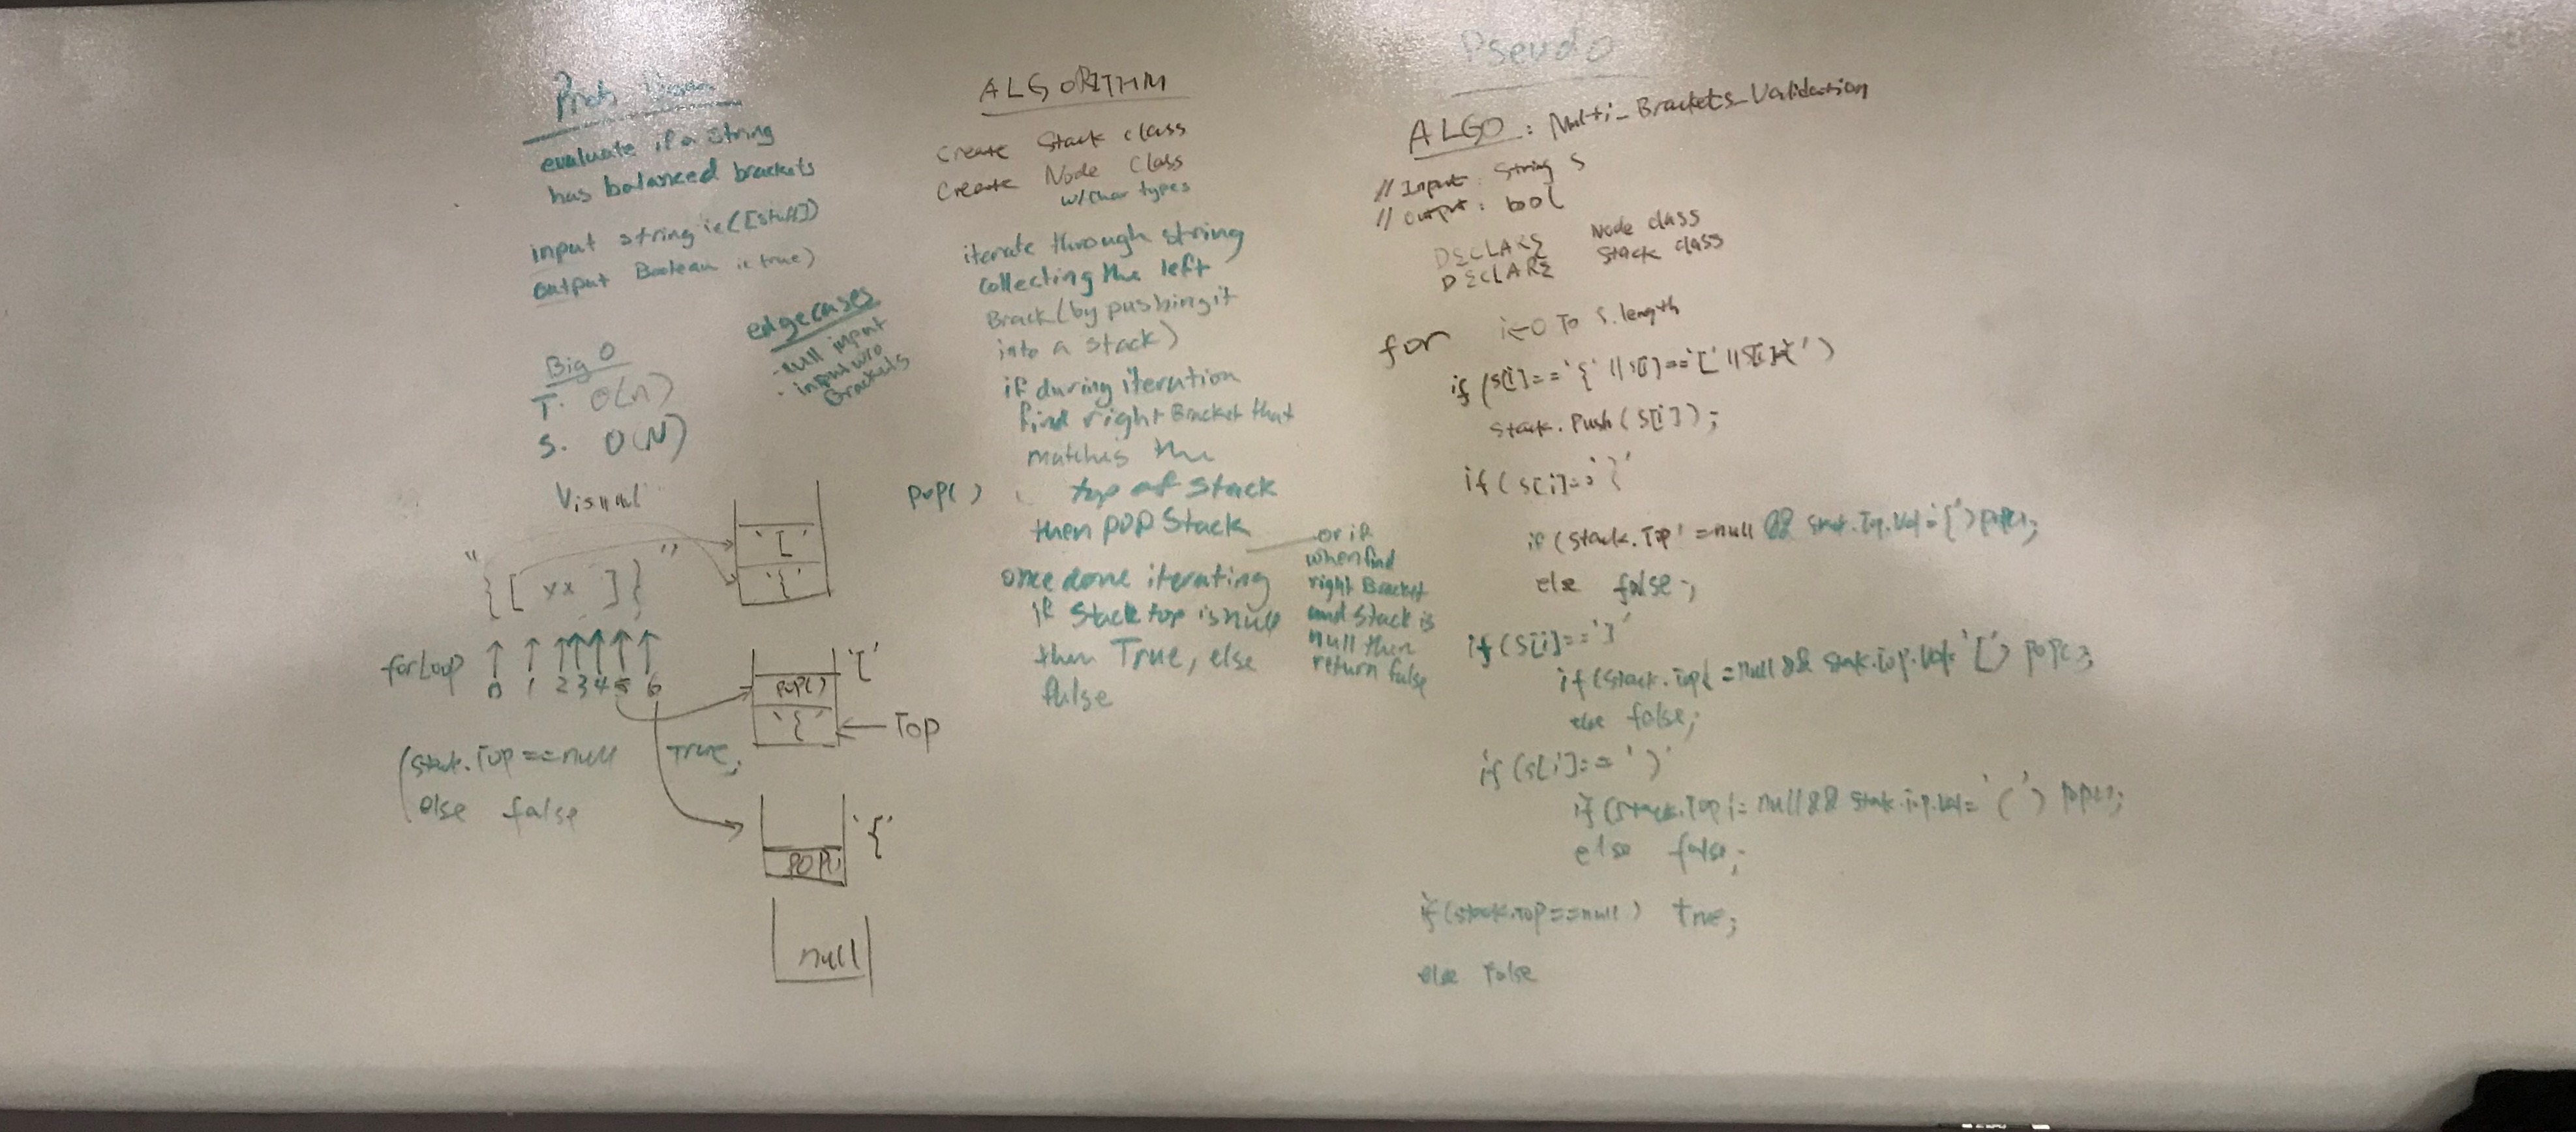 Prob
evaluate if a string
has balanced brackets
input string ie ([stuff])
output Boolean ie true)
edge cases
- null input
- input w/o
Brackets
Big O
T. O(n)
S. O(N)
Visual
"{[ xx ]}"
'['
'{'
for Loop
0 1 2 3 4 5 6
POP() '['
'{' ← Top
(stack.Top == null True;
else false
POP() '{'
null
ALGORITHM
Create Stack class
Create Node Class
w/char types
iterate through string
collecting the left
Brack (by pushing it
into a stack)
if during iteration
find right Bracket that
matches the
top of stack
then pop Stack
POP()
once done iterating
if Stack top is null
then True, else
false
or if
when find
right Bracket
and stack is
null then
return false
Pseudo
ALGO: Multi_Brackets_Validation
// Input: String S
// output: bool
DECLARE Node class
DECLARE Stack class
for i←0 To S.length
if (s[i]=='{' || s[i]=='[' ||
Stack.Push(s[i]);
if (s[i]=='}'
if (Stack.Top != null && Stack.Top.Val='{') pop();
else false;
if (s[i]==']'
if (Stack.Top != null && Stack.Top.Val='[') pop();
else false;
if (s[i]==')'
if (Stack.Top != null && Stack.Top.Val='(') pop();
else false;
if (stack.Top==null) true;
else False